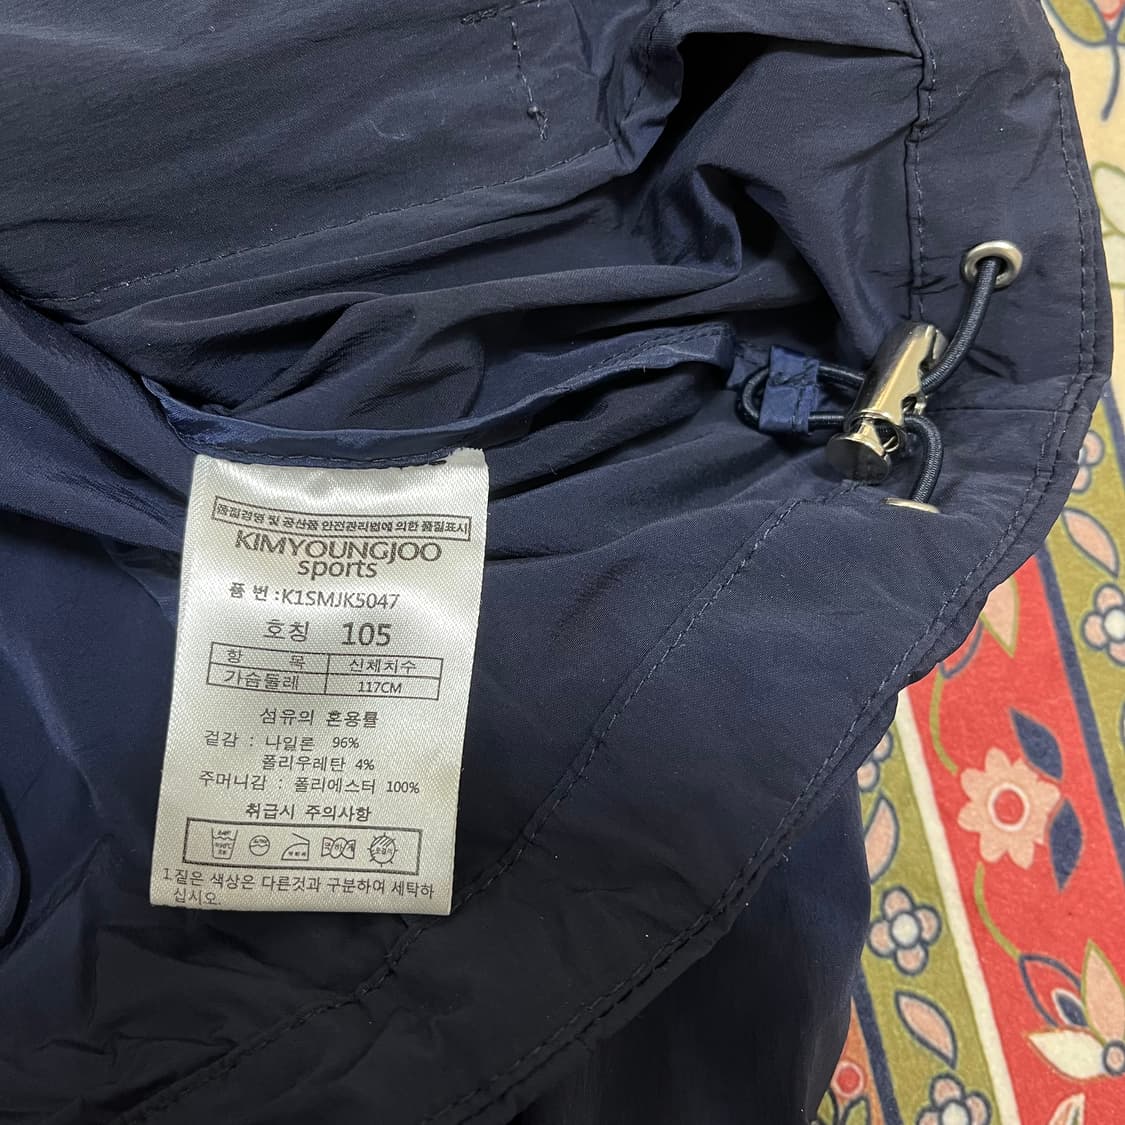 품질경영 및 공산품 안전관리법에 의한 품질표시
KIMYOUNGJOO
sports
품 번 :K1SMJK5047
호칭 105
항 목 신체치수
가슴둘레 117CM
섬유의 혼용률
겉감 : 나일론 96%
폴리우레탄 4%
주머니감 : 폴리에스터 100%
취급시 주의사항
1.짙은 색상은 다른것과 구분하여 세탁하
십시오.